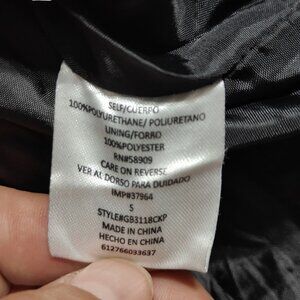 SELF/CUERPO
100%POLYURETHANE/ POLIURETANO
LINING/FORRO
100%POLYESTER
RN#58909
CARE ON REVERSE
VER AL DORSO PARA DUIDADO
IMP#37964
S
STYLE#GB3118CKP
MADE IN CHINA
HECHO EN CHINA
612766033637